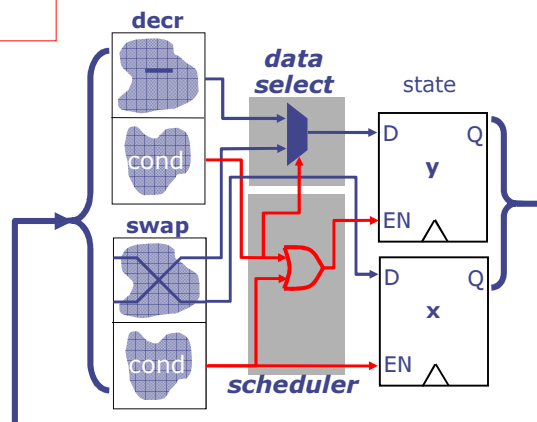 decr
data
select
state
cond
D
Q
y
EN
swap
D
Q
x
cond
EN
scheduler